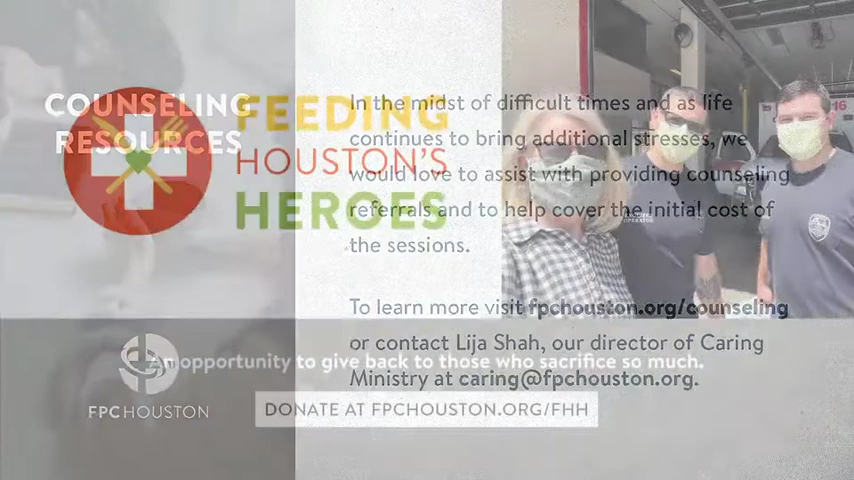 COUNSELING
RESOURCES
FEEDING
HOUSTON'S
HEROES
In the midst of difficult times and as life
continues to bring additional stresses, we
would love to assist with providing counseling
referrals and to help cover the initial cost of
the sessions.
To learn more visit fpchouston.org/counseling
or contact Lija Shah, our director of Caring
Ministry at caring@fpchouston.org.
An opportunity to give back to those who sacrifice so much.
FPCHOUSTON
DONATE AT FPCHOUSTON.ORG/FHH
16